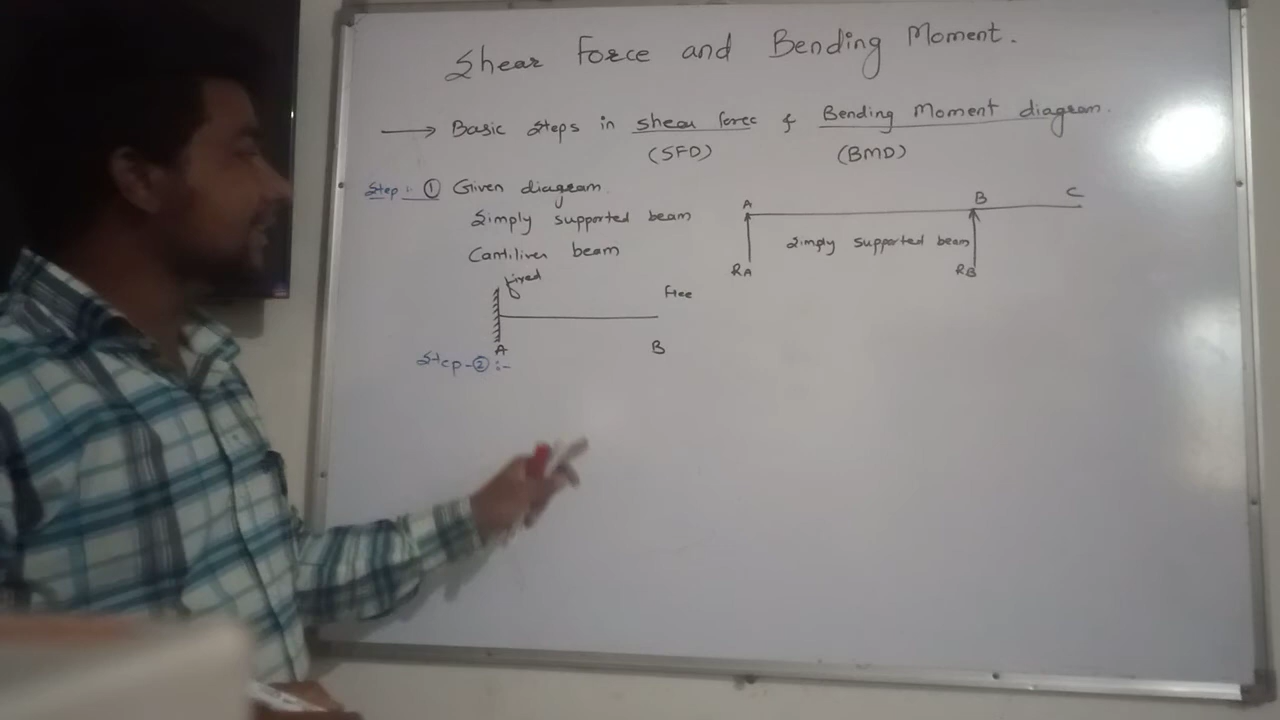 Shear Force and Bending Moment.
→ Basic Steps in shear force & Bending Moment diagram.
(SFD) (BMD)
Step:- ① Given diagram
Simply supported beam
Cantiliver beam
fixed
Free
A B
Step-②:-
A B C
Simply supported beam
RA RB